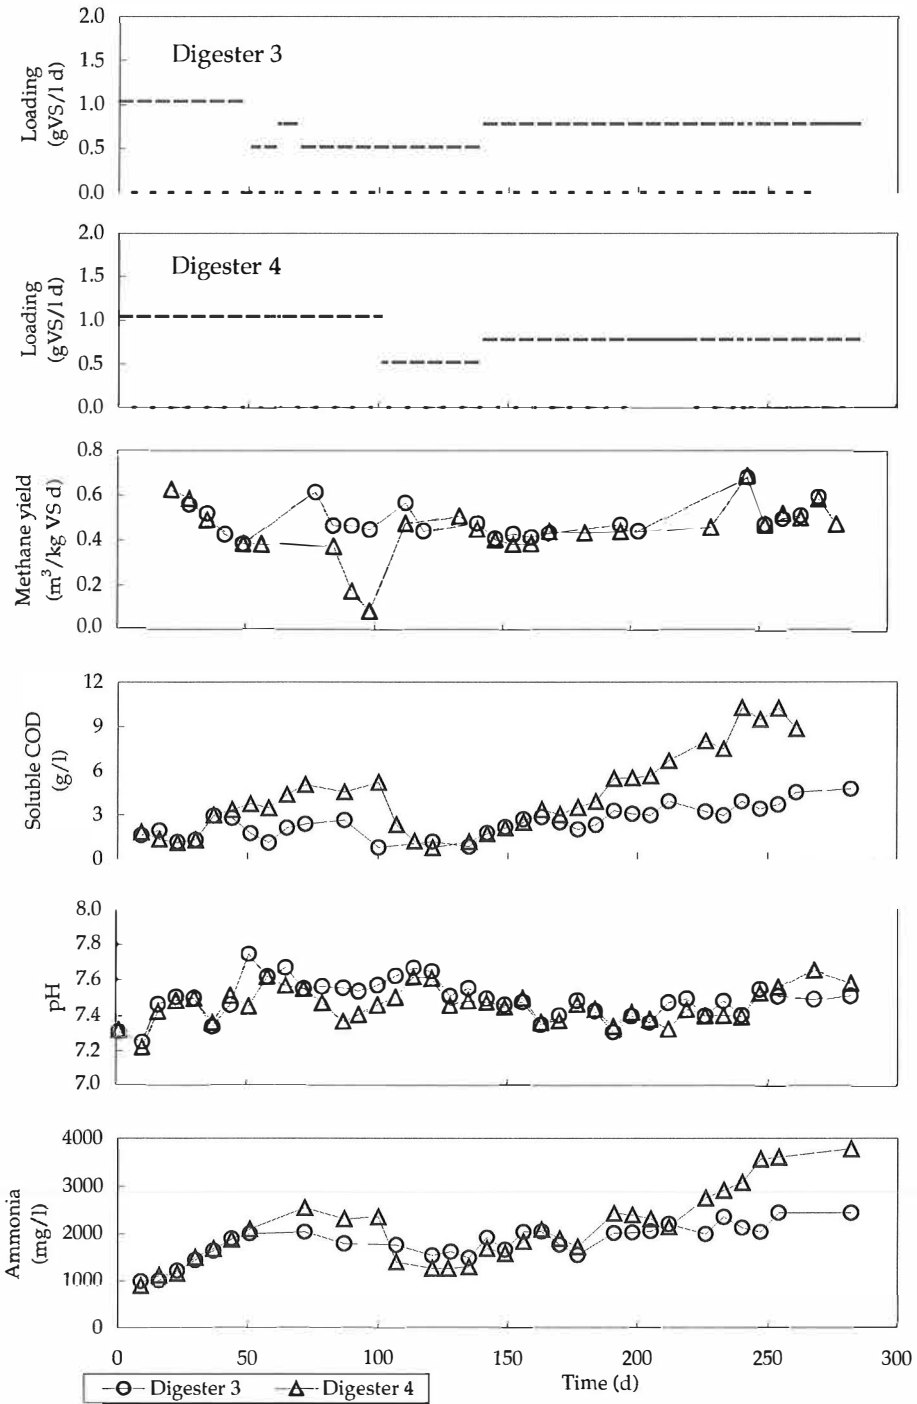 2.0
Digester 3
1.5
1.0
0.5
0.0
Loading
(gVS/l d)
2.0
Digester 4
1.5
1.0
0.5
0.0
Loading
(gVS/l d)
0.8
0.6
0.4
0.2
0.0
Methane yield
(m³/kg VS d)
12
9
6
3
0
Soluble COD
(g/l)
8.0
7.8
7.6
7.4
7.2
7.0
pH
4000
3000
2000
1000
0
Ammonia
(mg/l)
0 50 100 150 200 250 300
Time (d)
Digester 3 Digester 4